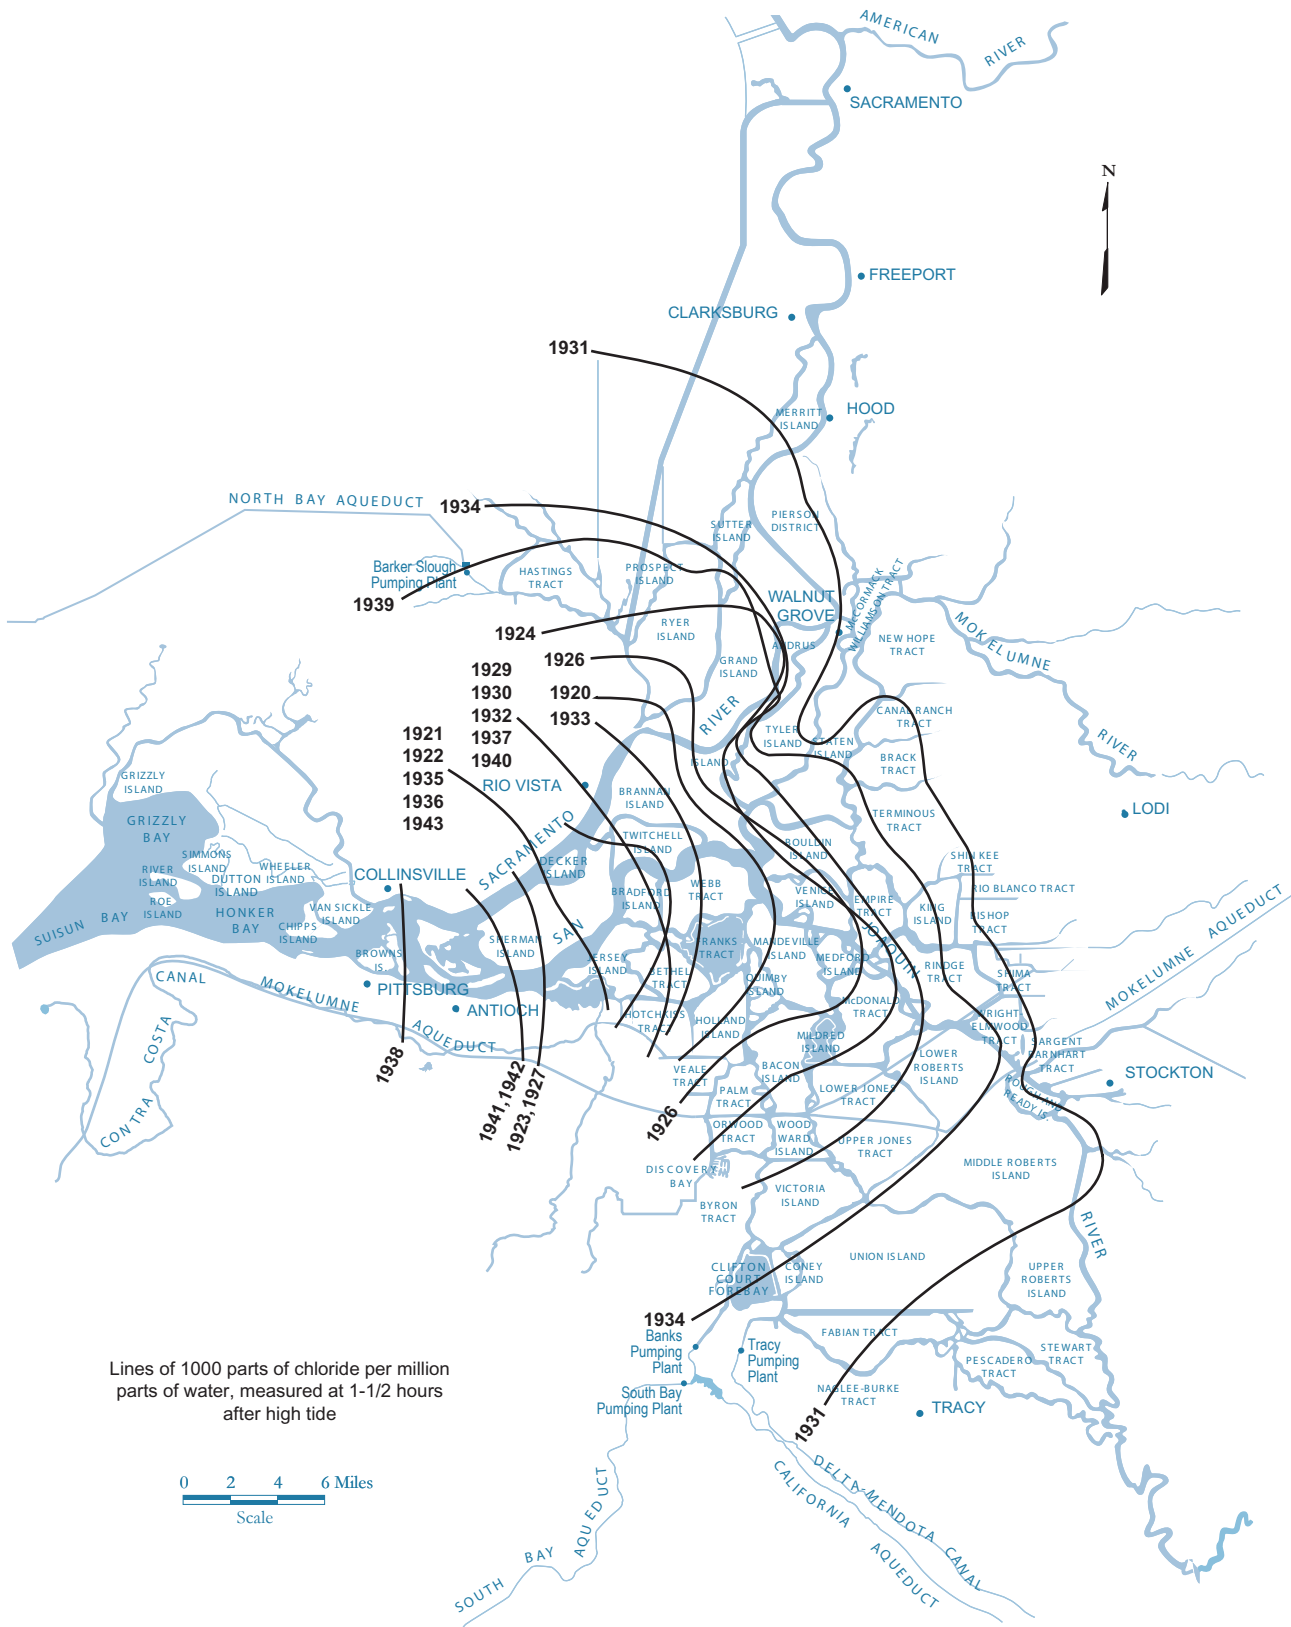 AMERICAN
RIVER
SACRAMENTO
N
FREEPORT
CLARKSBURG
1931
HOOD
MERRITT
ISLAND
NORTH BAY AQUEDUCT
1934
PIERSON
DISTRICT
SUTTER
ISLAND
Barker Slough
Pumping Plant
HASTINGS
TRACT
PROSPECT
ISLAND
McCORMACK
WILLIAMSON TRACT
1939
WALNUT
GROVE
MOKELUMNE
RIVER
1924
RYER
ISLAND
ANDRUS
ISLAND
NEW HOPE
TRACT
1926
GRAND
ISLAND
1929
1930
1932
1937
1940
1920
1933
RIVER
CANAL RANCH
TRACT
TYLER
ISLAND
STATEN
ISLAND
1921
1922
1935
1936
1943
BRACK
TRACT
GRIZZLY
ISLAND
RIO VISTA
BRANNAN
ISLAND
LODI
GRIZZLY
BAY
SACRAMENTO
TERMINOUS
TRACT
TWITCHELL
ISLAND
BOULDIN
ISLAND
SIMMONS
ISLAND
WHEELER
ISLAND
RIVER
ISLAND
DUTTON
ISLAND
COLLINSVILLE
DECKER
ISLAND
SHIN KEE
TRACT
RIO BLANCO TRACT
BRADFORD
ISLAND
WEBB
TRACT
VENICE
ISLAND
EMPIRE
TRACT
KING
ISLAND
BISHOP
TRACT
ROE
ISLAND
HONKER
BAY
VAN SICKLE
ISLAND
CHIPPS
ISLAND
SUISUN BAY
SAN
JOAQUIN
SHERMAN
ISLAND
BROWNS
IS.
FRANKS
TRACT
MANDEVILLE
ISLAND
MEDFORD
ISLAND
JERSEY
ISLAND
BETHEL
TRACT
QUIMBY
ISLAND
RINDGE
TRACT
SHIMA
TRACT
MOKELUMNE AQUEDUCT
CANAL
MOKELUMNE
AQUEDUCT
CONTRA COSTA
PITTSBURG
ANTIOCH
McDONALD
TRACT
HOTCHKISS
TRACT
HOLLAND
ISLAND
WRIGHT-
ELMWOOD
TRACT
MILDRED
ISLAND
SARGENT
BARNHART
TRACT
LOWER
ROBERTS
ISLAND
1938
VEALE
TRACT
BACON
ISLAND
STOCKTON
ROUGH AND
READY IS.
PALM
TRACT
LOWER JONES
TRACT
1941, 1942
1923, 1927
1926
ORWOOD
TRACT
WOOD
WARD
ISLAND
UPPER JONES
TRACT
MIDDLE ROBERTS
ISLAND
DISCOVERY
BAY
VICTORIA
ISLAND
BYRON
TRACT
RIVER
UNION ISLAND
CLIFTON
COURT
FOREBAY
CONEY
ISLAND
UPPER
ROBERTS
ISLAND
1934
Banks
Pumping
Plant
Tracy
Pumping
Plant
FABIAN TRACT
STEWART
TRACT
PESCADERO
TRACT
South Bay
Pumping Plant
NAGLEE-BURKE
TRACT
TRACY
1931
Lines of 1000 parts of chloride per million
parts of water, measured at 1-1/2 hours
after high tide
0 2 4 6 Miles
Scale
DELTA-MENDOTA CANAL
CALIFORNIA AQUEDUCT
SOUTH BAY AQUEDUCT